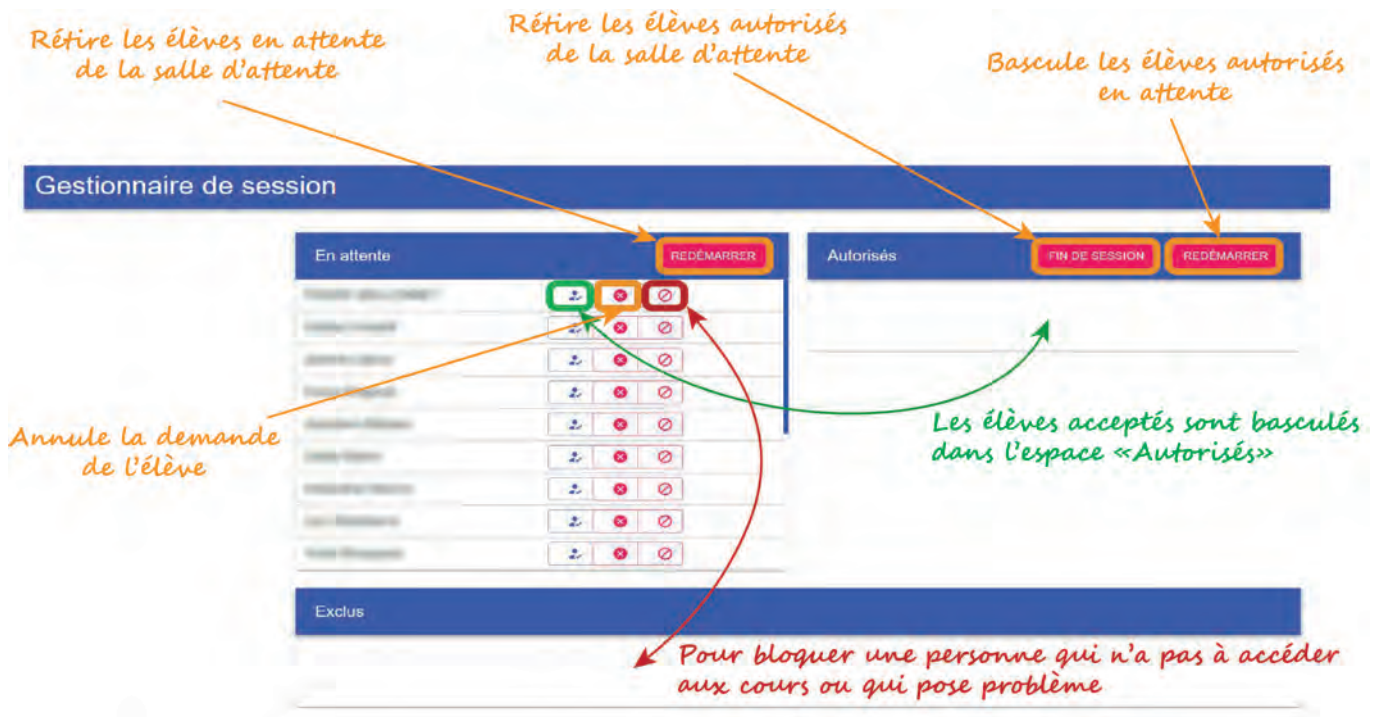 Rétire les élèves en attente
de la salle d'attente
Rétire les élèves autorisés
de la salle d'attente
Bascule les élèves autorisés
en attente
Gestionnaire de session
En attente
REDÉMARRER
Autorisés
FIN DE SESSION
REDÉMARRER
Annule la demande
de l'élève
Les élèves acceptés sont basculés
dans l'espace «Autorisés»
Exclus
Pour bloquer une personne qui n'a pas à accéder
aux cours ou qui pose problème